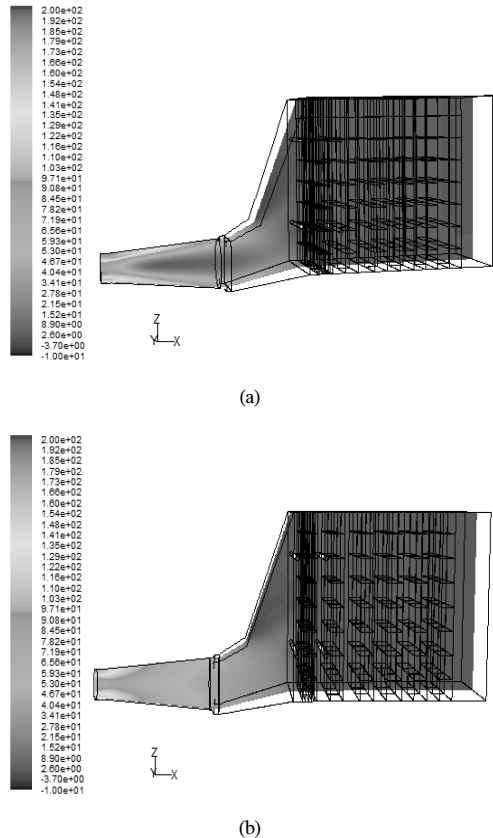 2.00e+02
1.92e+02
1.85e+02
1.79e+02
1.73e+02
1.66e+02
1.60e+02
1.54e+02
1.48e+02
1.41e+02
1.35e+02
1.29e+02
1.22e+02
1.16e+02
1.10e+02
1.03e+02
9.71e+01
9.08e+01
8.45e+01
7.82e+01
7.19e+01
6.56e+01
5.93e+01
5.30e+01
4.67e+01
4.04e+01
3.41e+01
2.78e+01
2.15e+01
1.52e+01
8.90e+00
2.60e+00
-3.70e+00
-1.00e+01
Z
Y X
(a)
2.00e+02
1.92e+02
1.85e+02
1.79e+02
1.73e+02
1.66e+02
1.60e+02
1.54e+02
1.48e+02
1.41e+02
1.35e+02
1.29e+02
1.22e+02
1.16e+02
1.10e+02
1.03e+02
9.71e+01
9.08e+01
8.45e+01
7.82e+01
7.19e+01
6.56e+01
5.93e+01
5.30e+01
4.67e+01
4.04e+01
3.41e+01
2.78e+01
2.15e+01
1.52e+01
8.90e+00
2.60e+00
-3.70e+00
-1.00e+01
Z
Y X
(b)